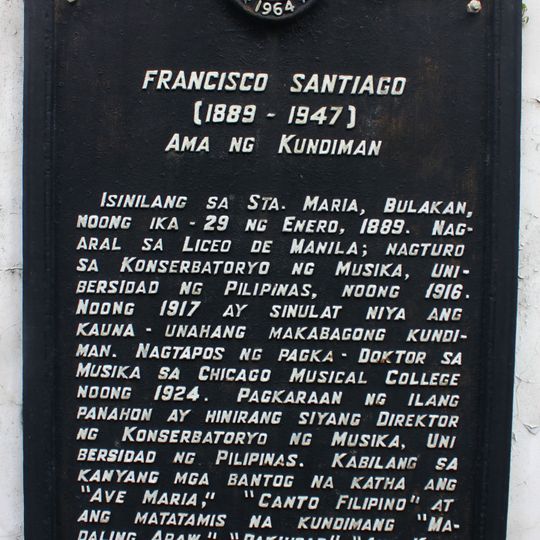 1964
FRANCISCO SANTIAGO
(1889 - 1947)
AMA NG KUNDIMAN
ISINILANG SA STA. MARIA, BULAKAN,
NOONG IKA - 29 NG ENERO, 1889. NAG-
ARAL SA LICEO DE MANILA; NAGTURO
SA KONSERBATORYO NG MUSIKA, UNI-
BERSIDAD NG PILIPINAS, NOONG 1916.
NOONG 1917 AY SINULAT NIYA ANG
KAUNA - UNAHANG MAKABAGONG KUNDI-
MAN. NAGTAPOS NG PAGKA - DOKTOR SA
MUSIKA SA CHICAGO MUSICAL COLLEGE
NOONG 1924. PAGKARAAN NG ILANG
PANAHON AY HINIRANG SIYANG DIREKTOR
NG KONSERBATORYO NG MUSIKA, UNI
BERSIDAD NG PILIPINAS. KABILANG SA
KANYANG MGA BANTOG NA KATHA ANG
"AVE MARIA," "CANTO FILIPINO" AT
ANG MATATAMIS NA KUNDIMANG "MA-
DALING ARAW," "PAKIUSAP,"